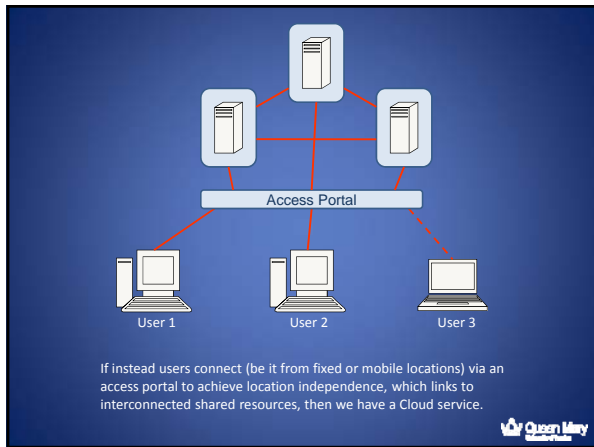 Access Portal
User 1
User 2
User 3
If instead users connect (be it from fixed or mobile locations) via an
access portal to achieve location independence, which links to
interconnected shared resources, then we have a Cloud service.
Queen Mary